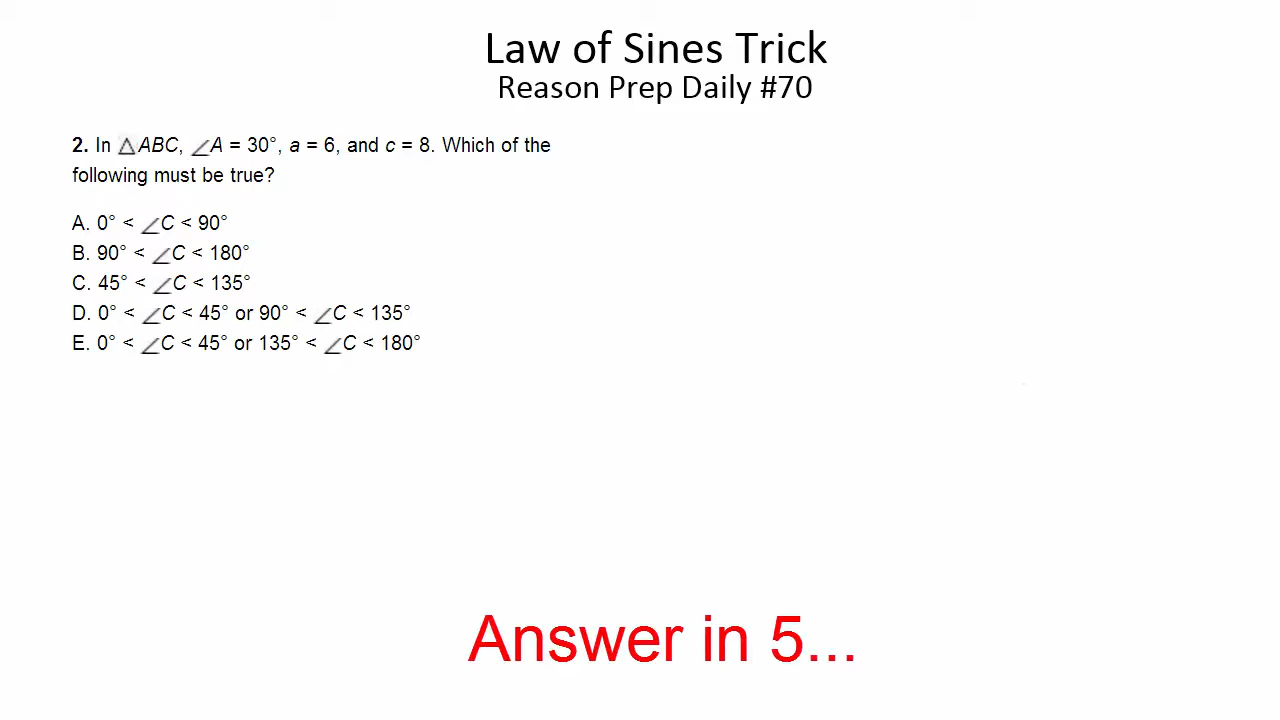 Law of Sines Trick
Reason Prep Daily #70
2. In △ABC, ∠A = 30°, a = 6, and c = 8. Which of the
following must be true?
A. 0° < ∠C < 90°
B. 90° < ∠C < 180°
C. 45° < ∠C < 135°
D. 0° < ∠C < 45° or 90° < ∠C < 135°
E. 0° < ∠C < 45° or 135° < ∠C < 180°
Answer in 5...